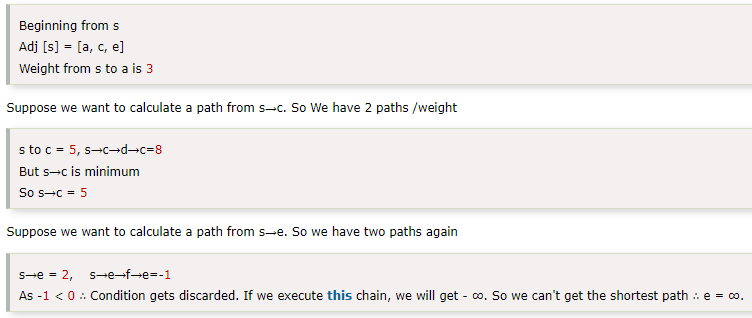 Beginning from s
Adj [s] = [a, c, e]
Weight from s to a is 3
Suppose we want to calculate a path from s→c. So We have 2 paths /weight
s to c = 5, s→c→d→c=8
But s→c is minimum
So s→c = 5
Suppose we want to calculate a path from s→e. So we have two paths again
s→e = 2, s→e→f→e=-1
As -1 < 0 ∴ Condition gets discarded. If we execute this chain, we will get - ∞. So we can't get the shortest path ∴ e = ∞.